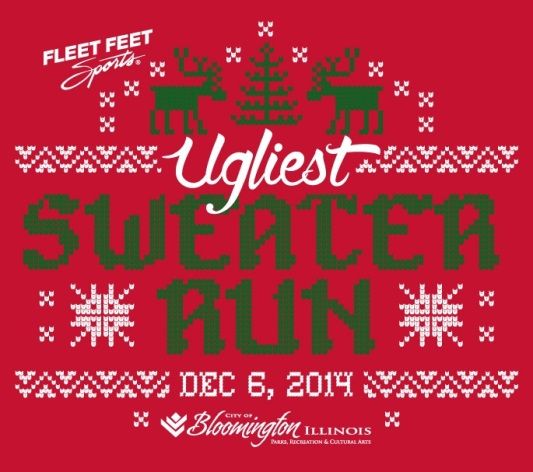 FLEET FEET
Sports®
Ugliest
SWEATER
RUN
DEC 6, 2014
CITY OF
Bloomington ILLINOIS
PARKS, RECREATION & CULTURAL ARTS